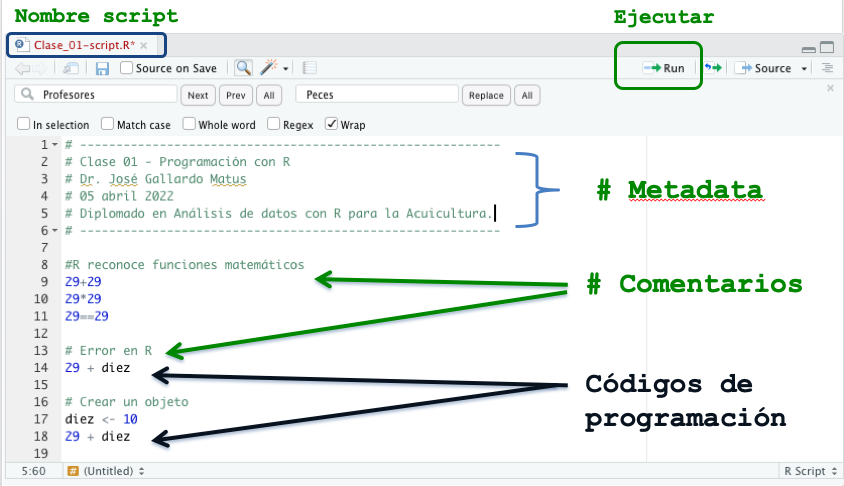 Nombre script
Ejecutar
Clase_01-script.R*
Source on Save
Run
Source
Profesores
Next
Prev
All
Peces
Replace
All
In selection
Match case
Whole word
Regex
Wrap
1 # ----------------------------------------------------------
2 # Clase 01 - Programación con R
3 # Dr. José Gallardo Matus
4 # 05 abril 2022
5 # Diplomado en Análisis de datos con R para la Acuicultura.
6 # ----------------------------------------------------------
# Metadata
7
8 #R reconoce funciones matemáticos
9 29+29
10 29*29
11 29==29
# Comentarios
12
13 # Error en R
14 29 + diez
15
16 # Crear un objeto
17 diez <- 10
18 29 + diez
19
Códigos de
programación
5:60
# (Untitled)
R Script